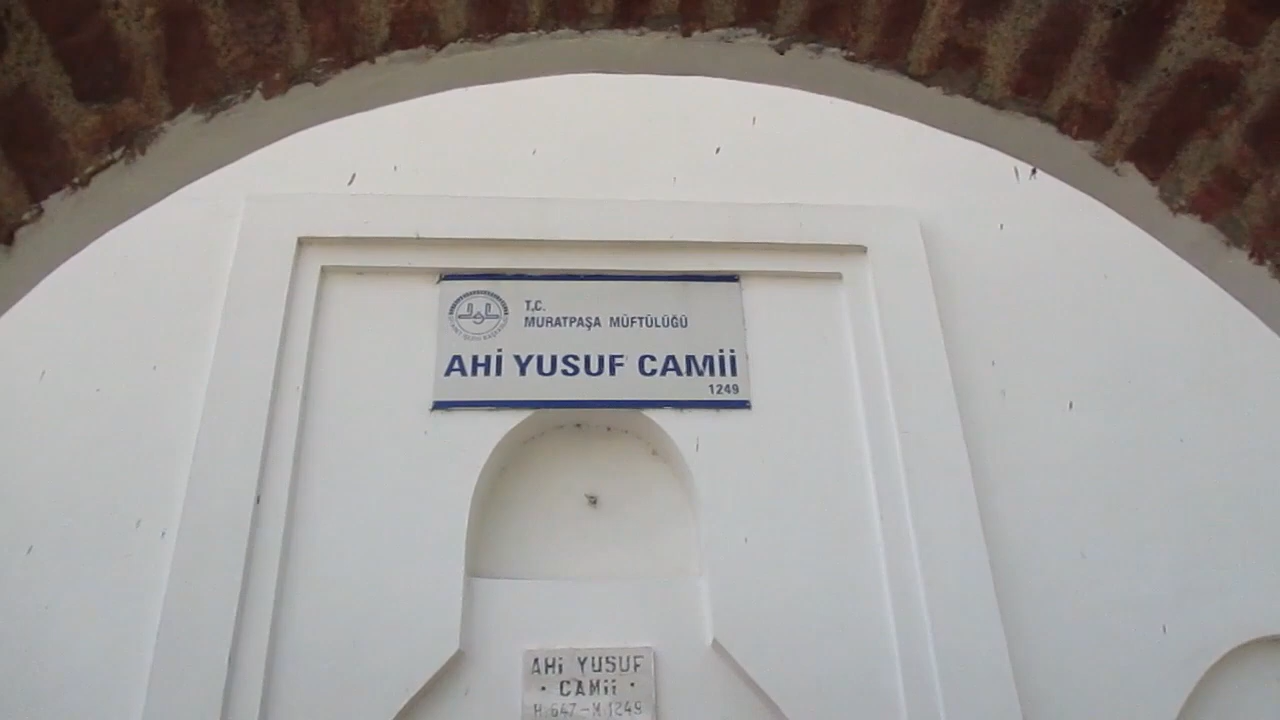 T.C.
MURATPAŞA MÜFTÜLÜĞÜ
AHİ YUSUF CAMİİ
1249
AHİ YUSUF
• CAMİİ •
H 647-M 1249